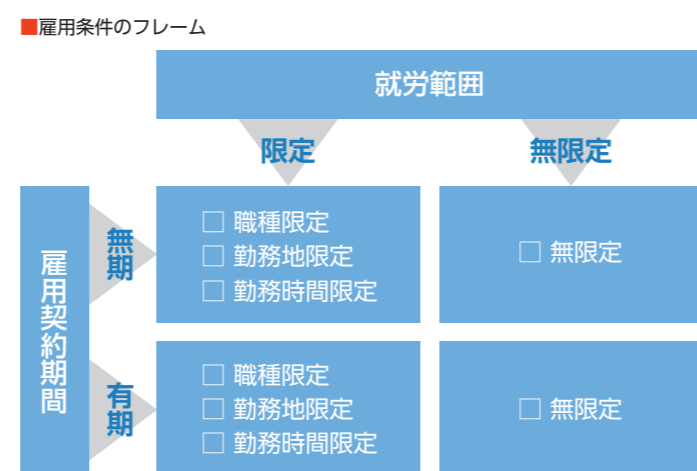 ■雇用条件のフレーム
就労範囲
限定
無限定
雇用契約期間
無期
□ 職種限定
□ 勤務地限定
□ 勤務時間限定
□ 無限定
有期
□ 職種限定
□ 勤務地限定
□ 勤務時間限定
□ 無限定